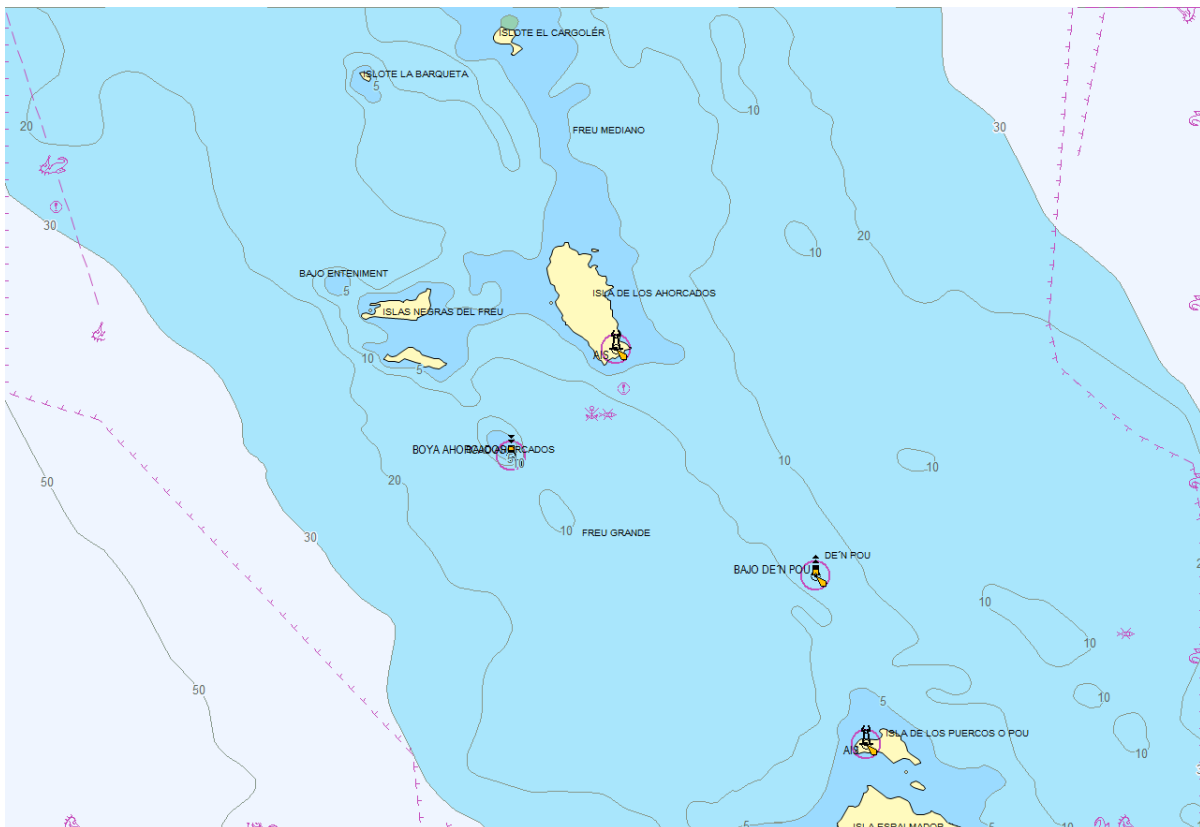 ISLOTE EL CARGOLÉR
ISLOTE LA BARQUETA
5
10
20
FREU MEDIANO
30
30
20
10
BAJO ENTENIMENT
5
ISLA DE LOS AHORCADOS
ISLAS NEGRAS DEL FREU
AIS
10
5
BOYA AHORCADOS
10
10
10
20
50
10
FREU GRANDE
30
DE'N POU
BAJO DE'N POU
10
10
50
10
5
ISLA DE LOS PUERCOS O POU
AIS
10
5
5
10
ISLA ESPALMADOR